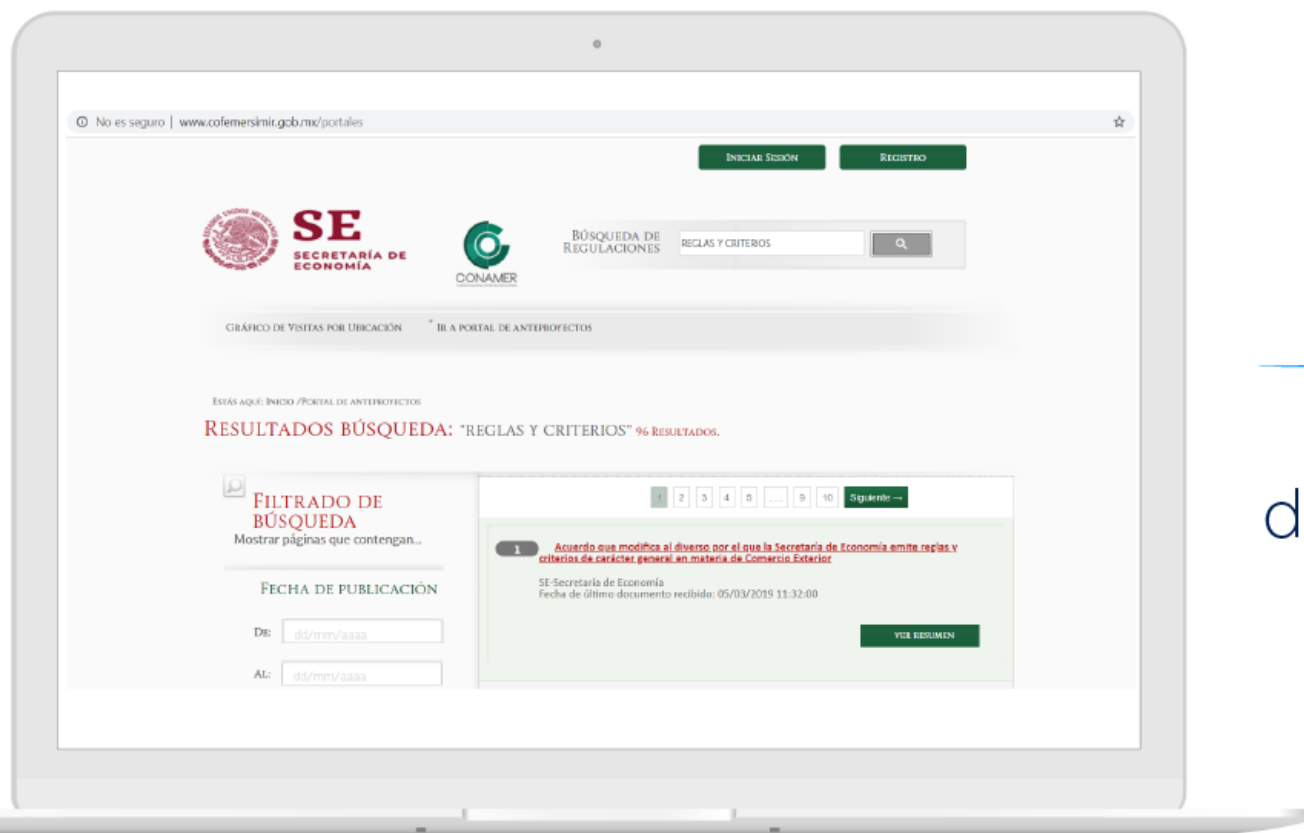 No es seguro | www.cofemersimir.gob.mx/portales
INICIAR SESIÓN
REGISTRO
ESTADOS UNIDOS MEXICANOS
SE
SECRETARÍA DE
ECONOMÍA
CONAMER
BÚSQUEDA DE
REGULACIONES
REGLAS Y CRITERIOS
GRÁFICO DE VISITAS POR UBICACIÓN
IR A PORTAL DE ANTEPROYECTOS
ESTÁS AQUÍ: INICIO /PORTAL DE ANTEPROYECTOS
RESULTADOS BÚSQUEDA: "REGLAS Y CRITERIOS" 96 RESULTADOS.
FILTRADO DE
BÚSQUEDA
Mostrar páginas que contengan...
FECHA DE PUBLICACIÓN
DE: dd/mm/aaaa
AL: dd/mm/aaaa
1 2 3 4 5 .... 9 10 Siguiente →
1 Acuerdo que modifica al diverso por el que la Secretaría de Economía emite reglas y
criterios de carácter general en materia de Comercio Exterior
SE-Secretaría de Economía
Fecha de último documento recibido: 05/03/2019 11:32:00
VER RESUMEN
d